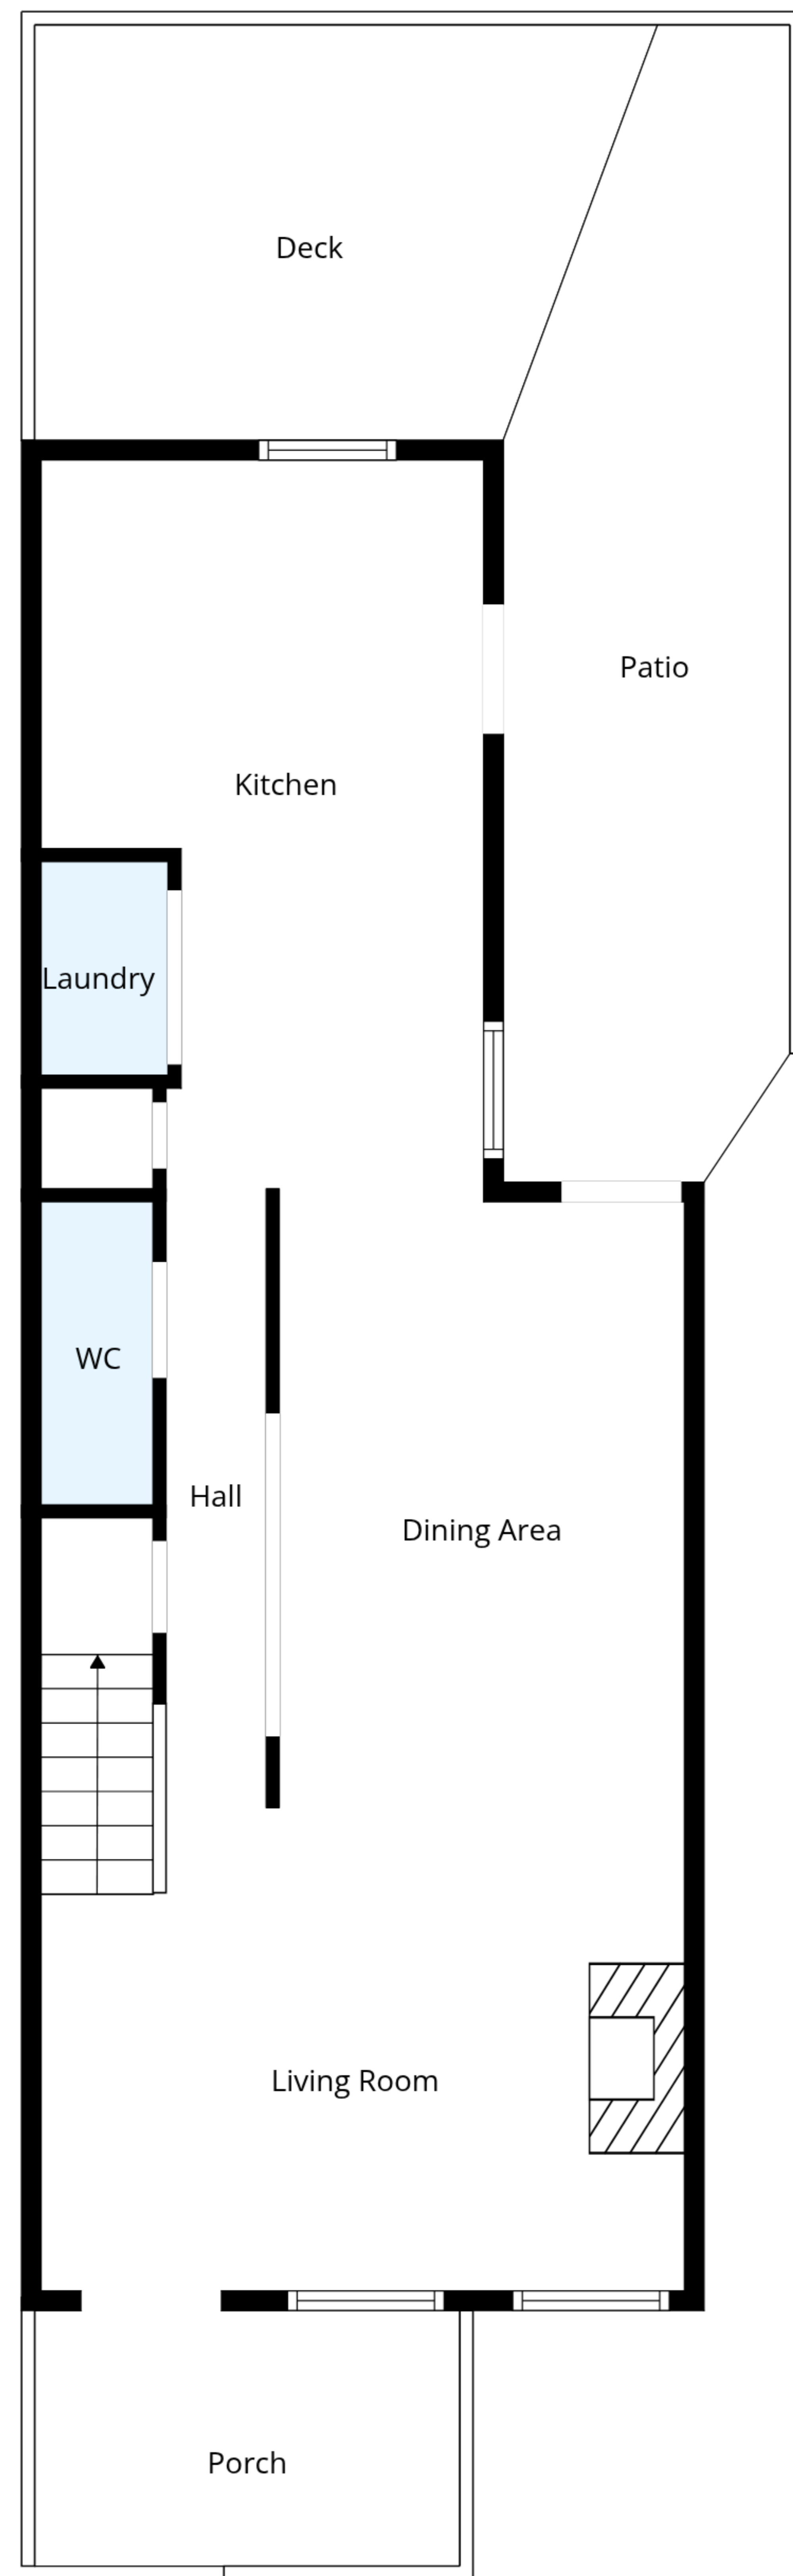 Deck
Patio
Kitchen
Laundry
WC
Hall
Dining Area
Living Room
Porch